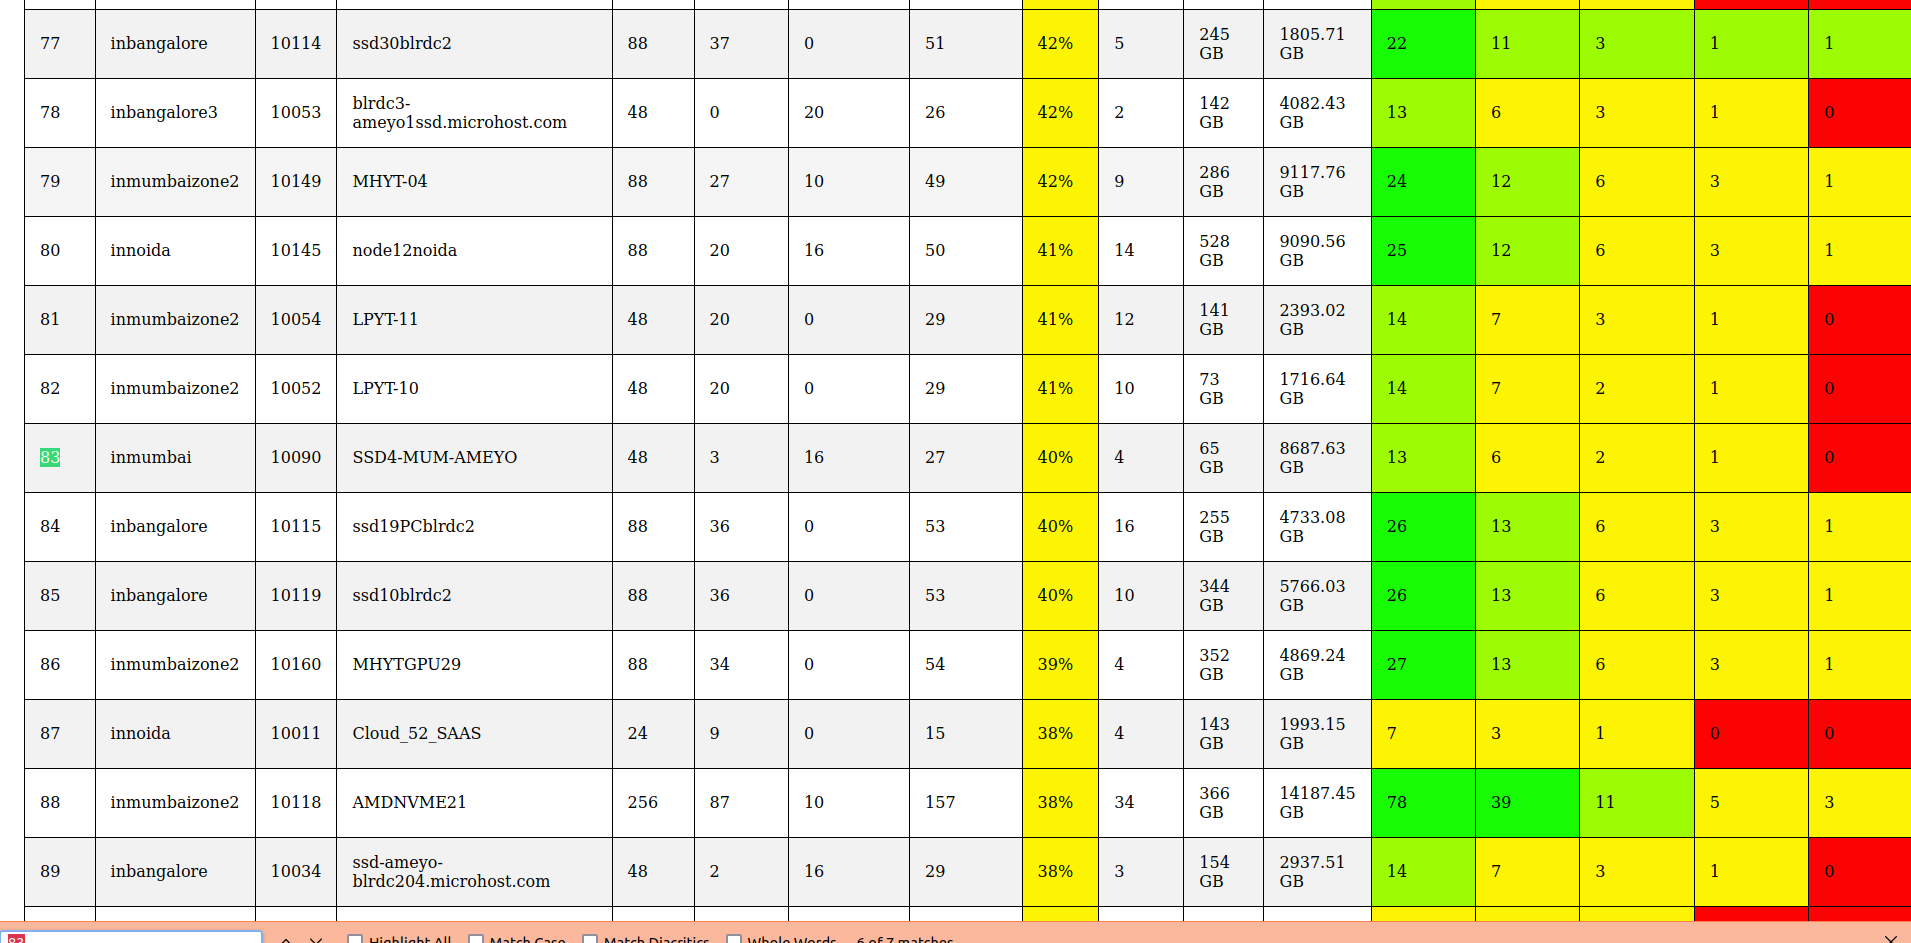 77 inbangalore 10114 ssd30blrdc2 88 37 0 51 42% 5 245 GB 1805.71 GB 22 11 3 1 1
78 inbangalore3 10053 blrdc3-ameyo1ssd.microhost.com 48 0 20 26 42% 2 142 GB 4082.43 GB 13 6 3 1 0
79 inmumbaizone2 10149 MHYT-04 88 27 10 49 42% 9 286 GB 9117.76 GB 24 12 6 3 1
80 innoida 10145 node12noida 88 20 16 50 41% 14 528 GB 9090.56 GB 25 12 6 3 1
81 inmumbaizone2 10054 LPYT-11 48 20 0 29 41% 12 141 GB 2393.02 GB 14 7 3 1 0
82 inmumbaizone2 10052 LPYT-10 48 20 0 29 41% 10 73 GB 1716.64 GB 14 7 2 1 0
83 inmumbai 10090 SSD4-MUM-AMEYO 48 3 16 27 40% 4 65 GB 8687.63 GB 13 6 2 1 0
84 inbangalore 10115 ssd19PCblrdc2 88 36 0 53 40% 16 255 GB 4733.08 GB 26 13 6 3 1
85 inbangalore 10119 ssd10blrdc2 88 36 0 53 40% 10 344 GB 5766.03 GB 26 13 6 3 1
86 inmumbaizone2 10160 MHYTGPU29 88 34 0 54 39% 4 352 GB 4869.24 GB 27 13 6 3 1
87 innoida 10011 Cloud_52_SAAS 24 9 0 15 38% 4 143 GB 1993.15 GB 7 3 1 0 0
88 inmumbaizone2 10118 AMDNVME21 256 87 10 157 38% 34 366 GB 14187.45 GB 78 39 11 5 3
89 inbangalore 10034 ssd-ameyo-blrdc204.microhost.com 48 2 16 29 38% 3 154 GB 2937.51 GB 14 7 3 1 0
83 Highlight All Match Case Match Diacritics Whole Words 6 of 7 matches